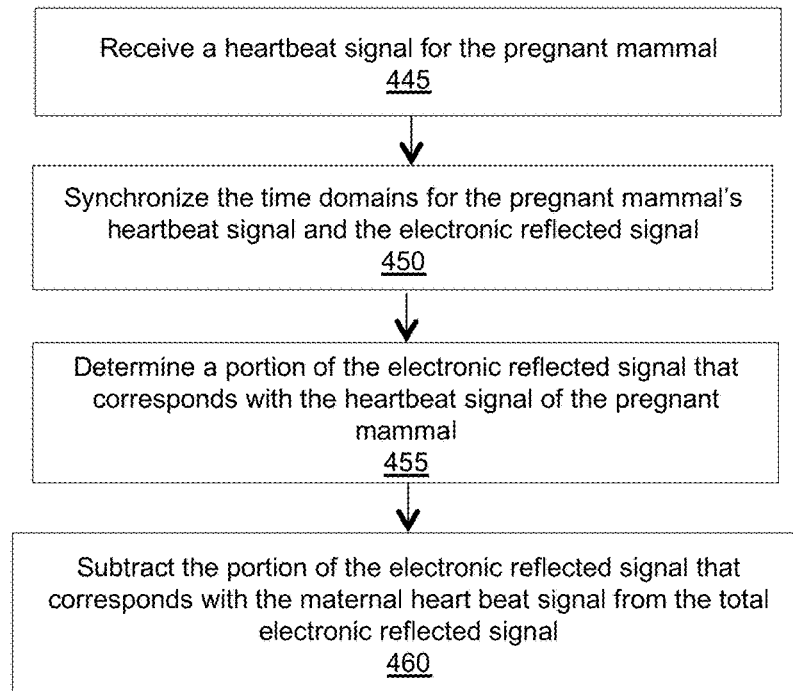 Receive a heartbeat signal for the pregnant mammal
445
Synchronize the time domains for the pregnant mammal's
heartbeat signal and the electronic reflected signal
450
Determine a portion of the electronic reflected signal that
corresponds with the heartbeat signal of the pregnant
mammal
455
Subtract the portion of the electronic reflected signal that
corresponds with the maternal heart beat signal from the total
electronic reflected signal
460